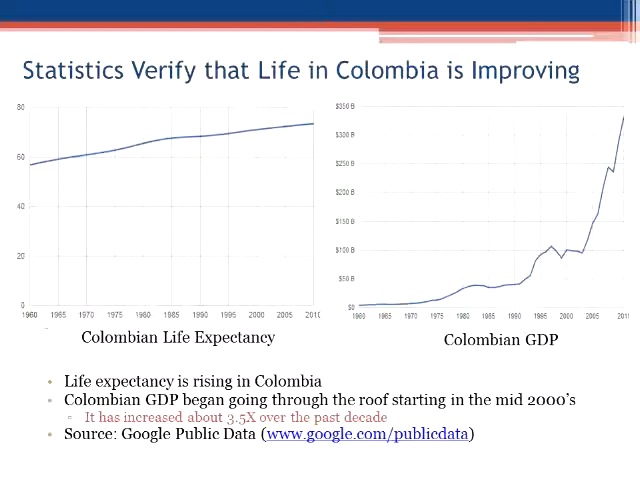 Statistics Verify that Life in Colombia is Improving
80
60
40
20
0
1960 1965 1970 1975 1980 1985 1990 1995 2000 2005 2010
Colombian Life Expectancy
$350 B
$300 B
$250 B
$200 B
$150 B
$100 B
$50 B
$0
1960 1965 1970 1975 1980 1985 1990 1995 2000 2005
Colombian GDP
• Life expectancy is rising in Colombia
• Colombian GDP began going through the roof starting in the mid 2000’s
▫ It has increased about 3.5X over the past decade
• Source: Google Public Data (www.google.com/publicdata)